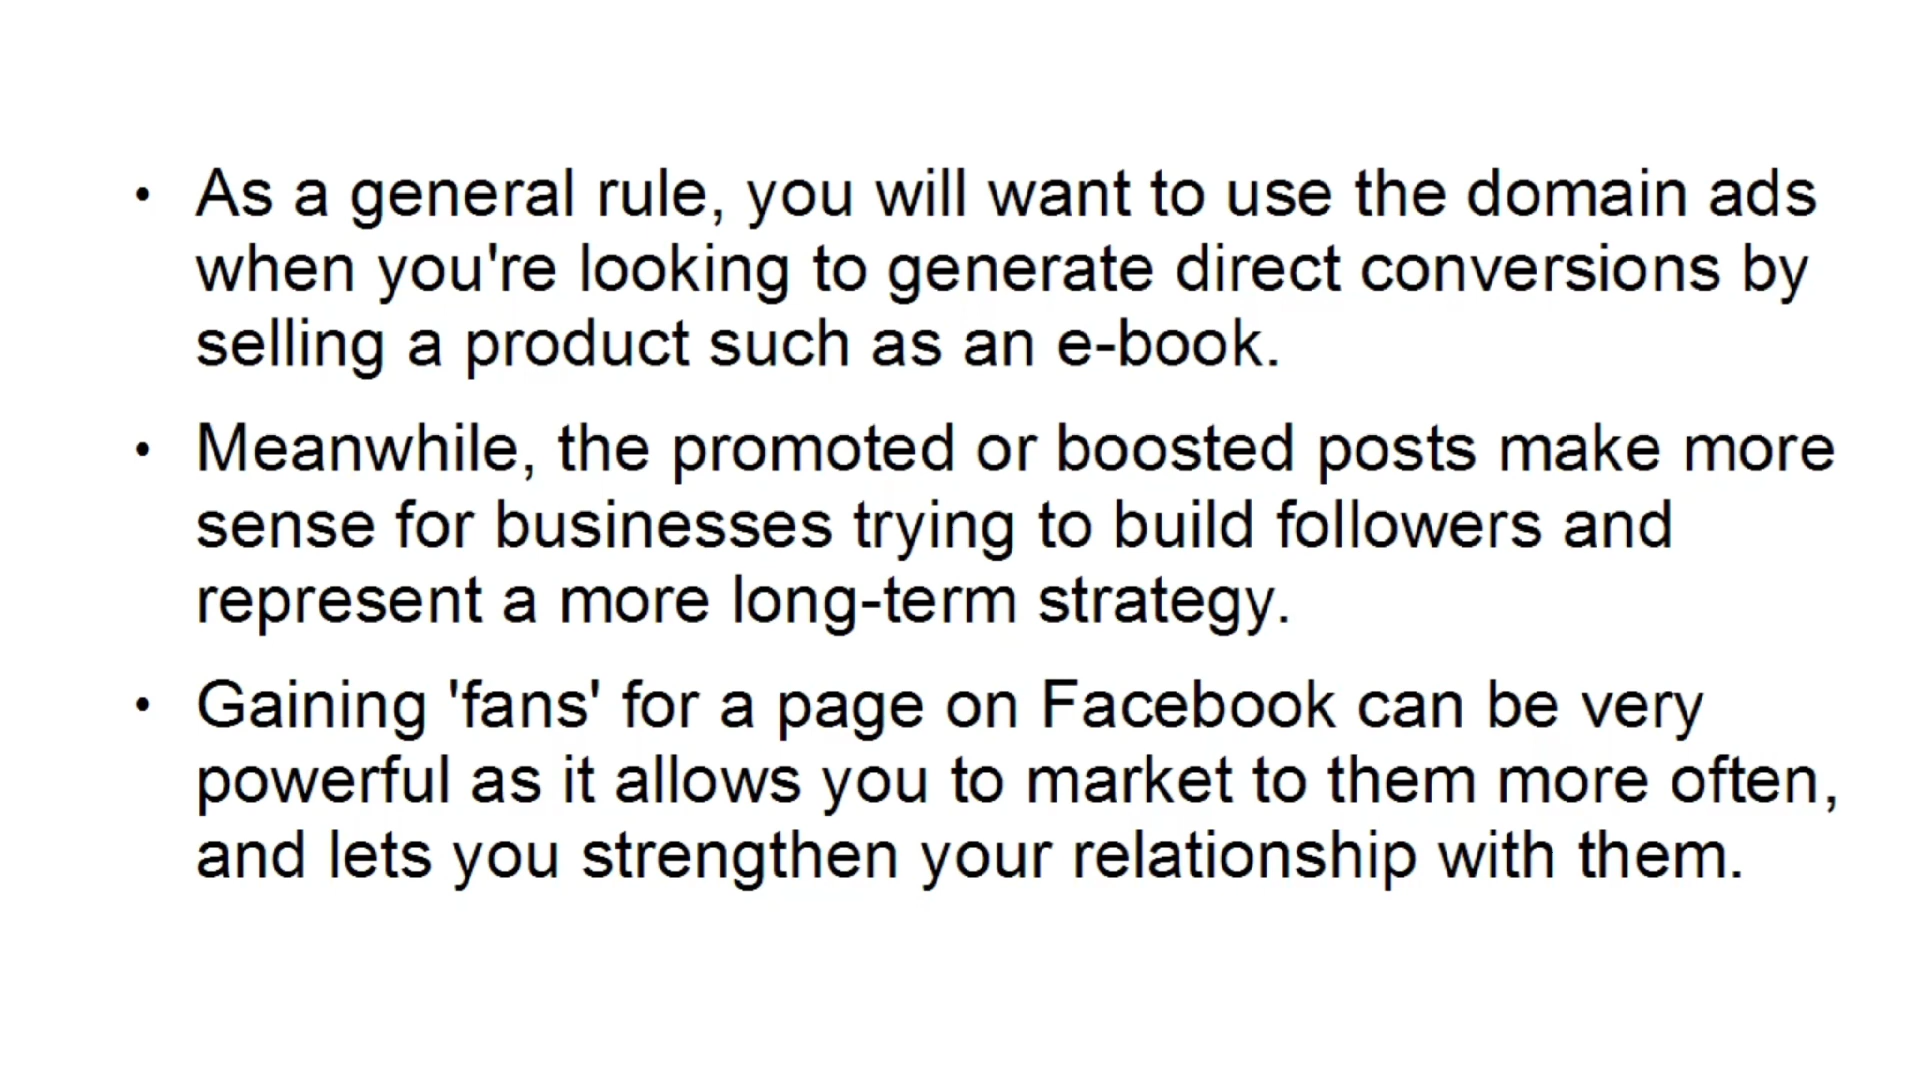 • As a general rule, you will want to use the domain ads
when you're looking to generate direct conversions by
selling a product such as an e-book.
• Meanwhile, the promoted or boosted posts make more
sense for businesses trying to build followers and
represent a more long-term strategy.
• Gaining 'fans' for a page on Facebook can be very
powerful as it allows you to market to them more often,
and lets you strengthen your relationship with them.